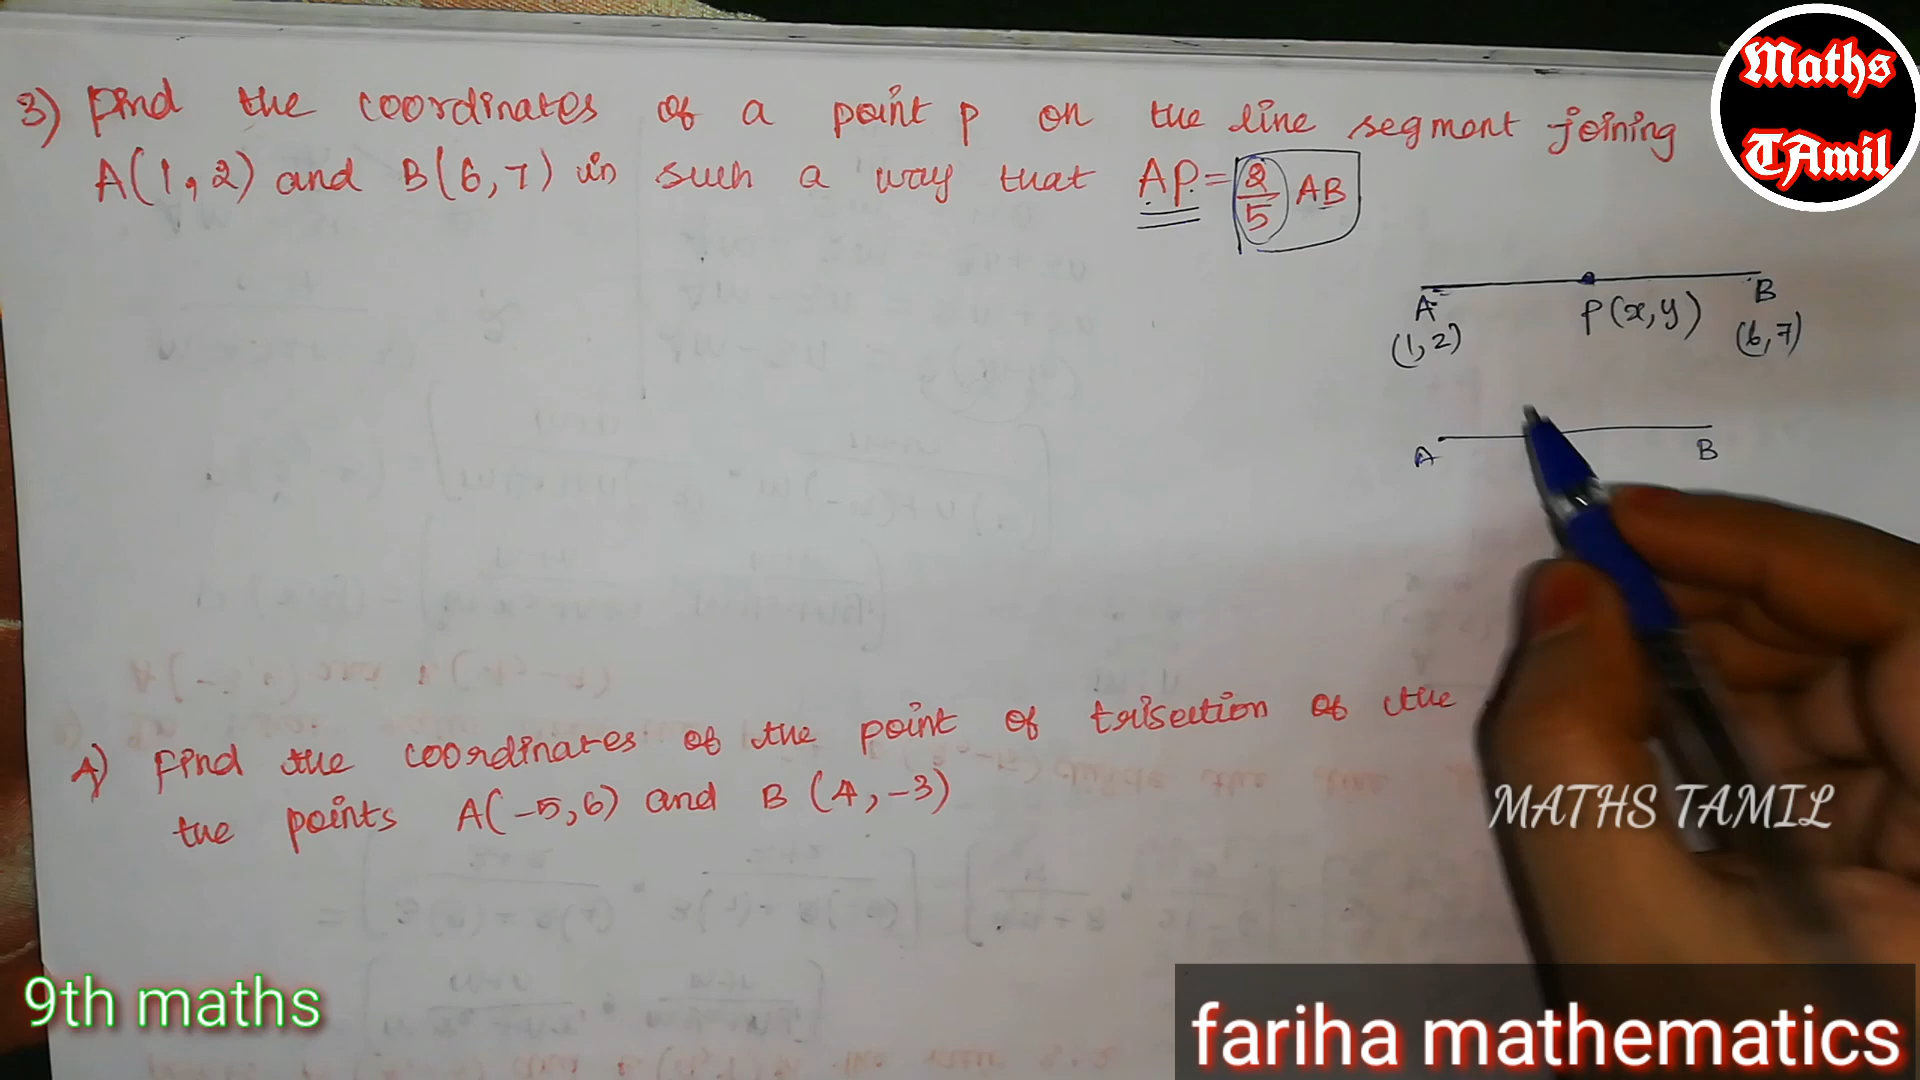 Maths
TAmil
3) Find the coordinates of a point P on the line segment joining
A(1,2) and B(6,7) in such a way that AP = 2/5 AB
A P(x,y) B
(1,2) (6,7)
A B
4) Find the coordinates of the point of trisection of the
the points A(-5,6) and B(4,-3)
MATHS TAMIL
9th maths
fariha mathematics